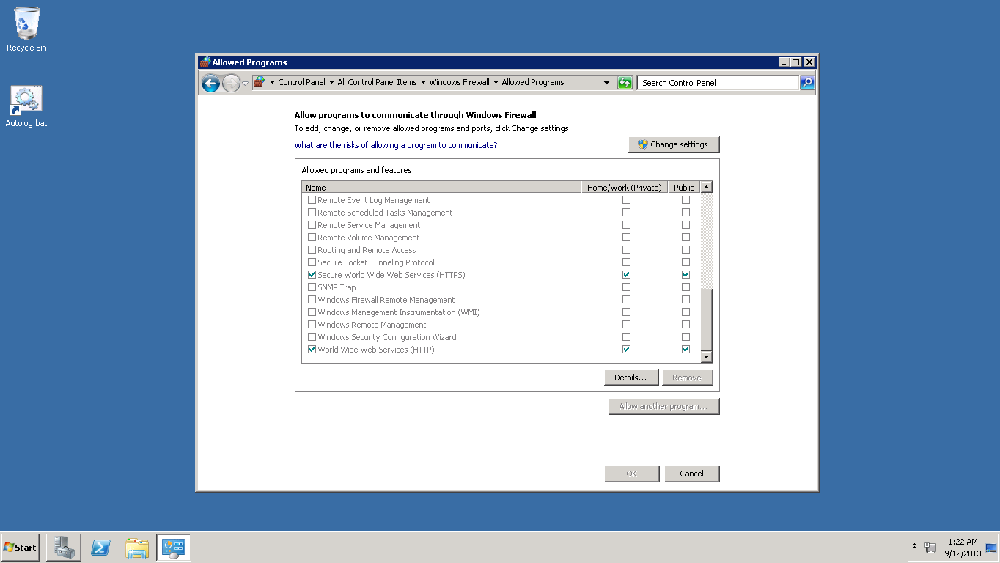 Recycle Bin
Autolog.bat
Allowed Programs
Control Panel All Control Panel Items Windows Firewall Allowed Programs
Search Control Panel
Allow programs to communicate through Windows Firewall
To add, change, or remove allowed programs and ports, click Change settings.
What are the risks of allowing a program to communicate?
Change settings
Allowed programs and features:
Name Home/Work (Private) Public
Remote Event Log Management
Remote Scheduled Tasks Management
Remote Service Management
Remote Volume Management
Routing and Remote Access
Secure Socket Tunneling Protocol
Secure World Wide Web Services (HTTPS)
SNMP Trap
Windows Firewall Remote Management
Windows Management Instrumentation (WMI)
Windows Remote Management
Windows Security Configuration Wizard
World Wide Web Services (HTTP)
Details... Remove
Allow another program...
OK Cancel
Start
1:22 AM
9/12/2013